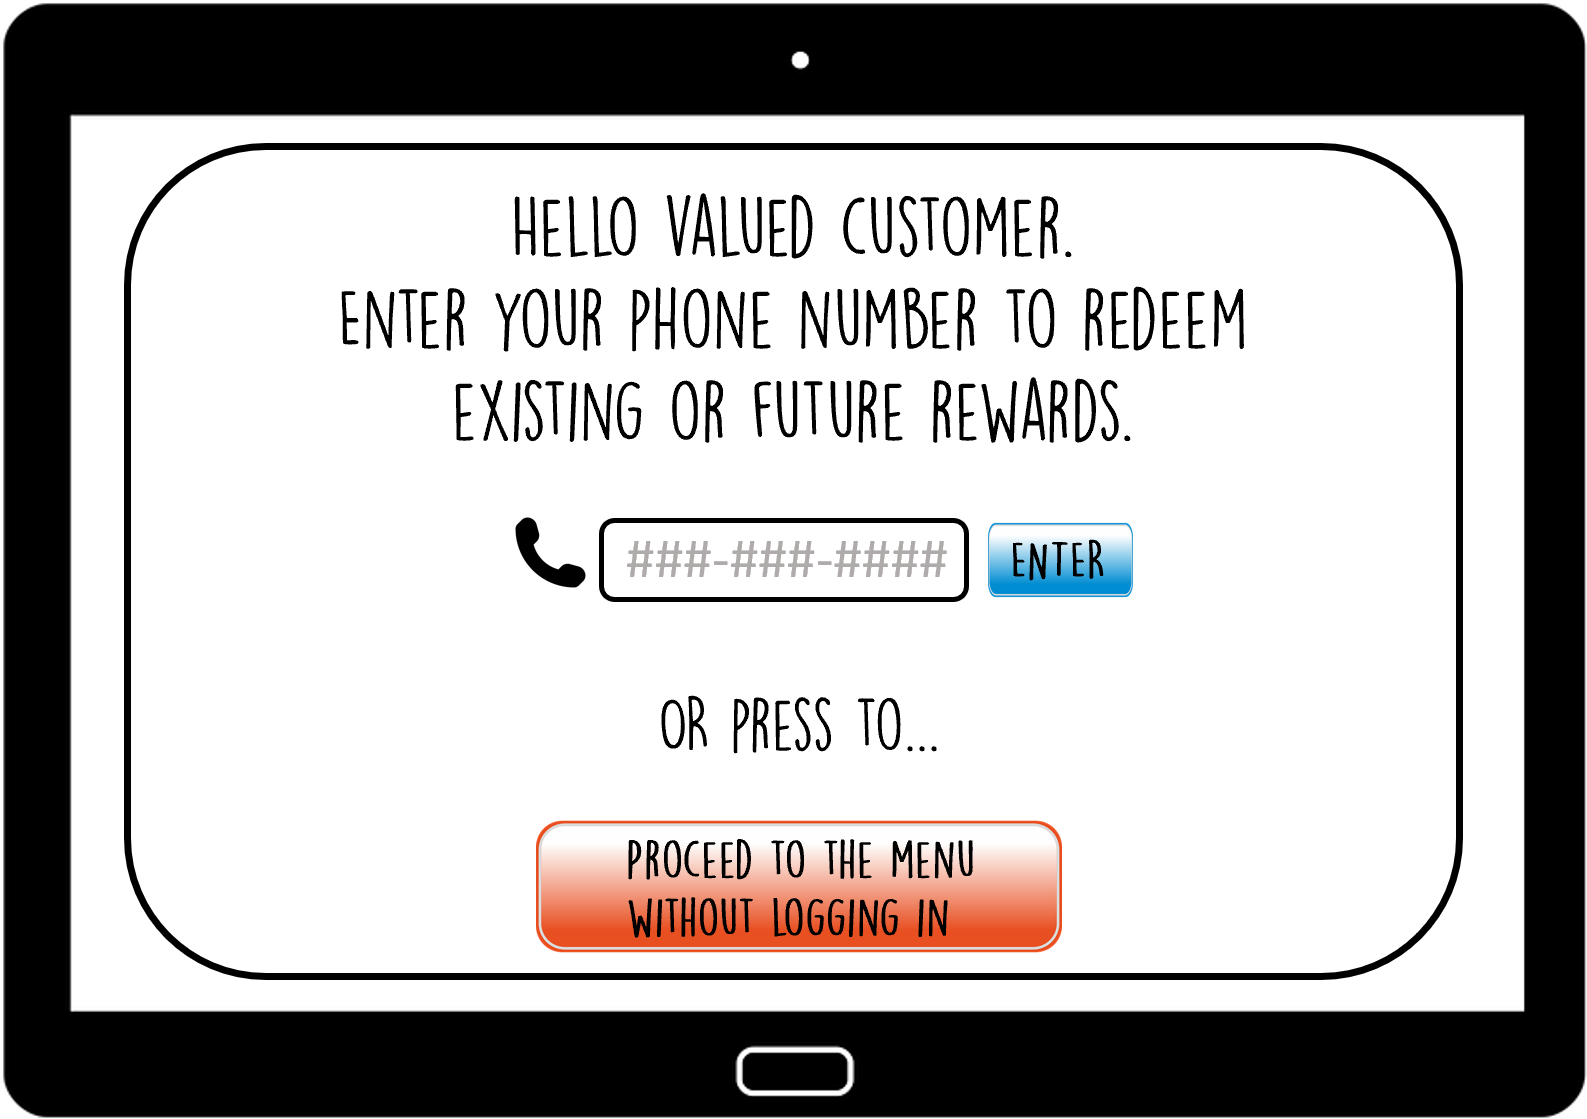 HELLO VALUED CUSTOMER.
ENTER YOUR PHONE NUMBER TO REDEEM
EXISTING OR FUTURE REWARDS.
###-###-####
ENTER
OR PRESS TO...
PROCEED TO THE MENU
WITHOUT LOGGING IN